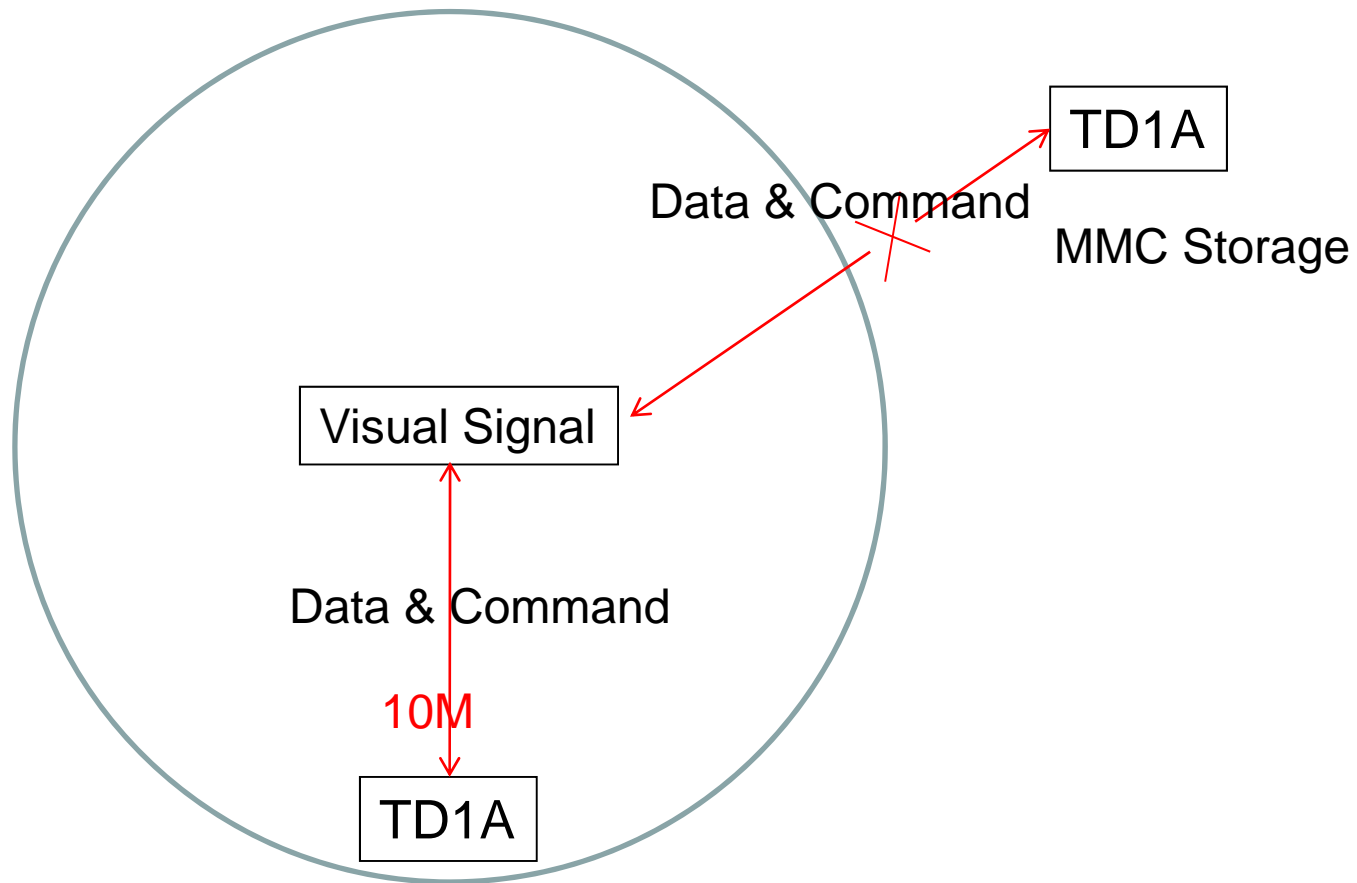 TD1A
Data & Command
MMC Storage
Visual Signal
Data & Command
10M
TD1A